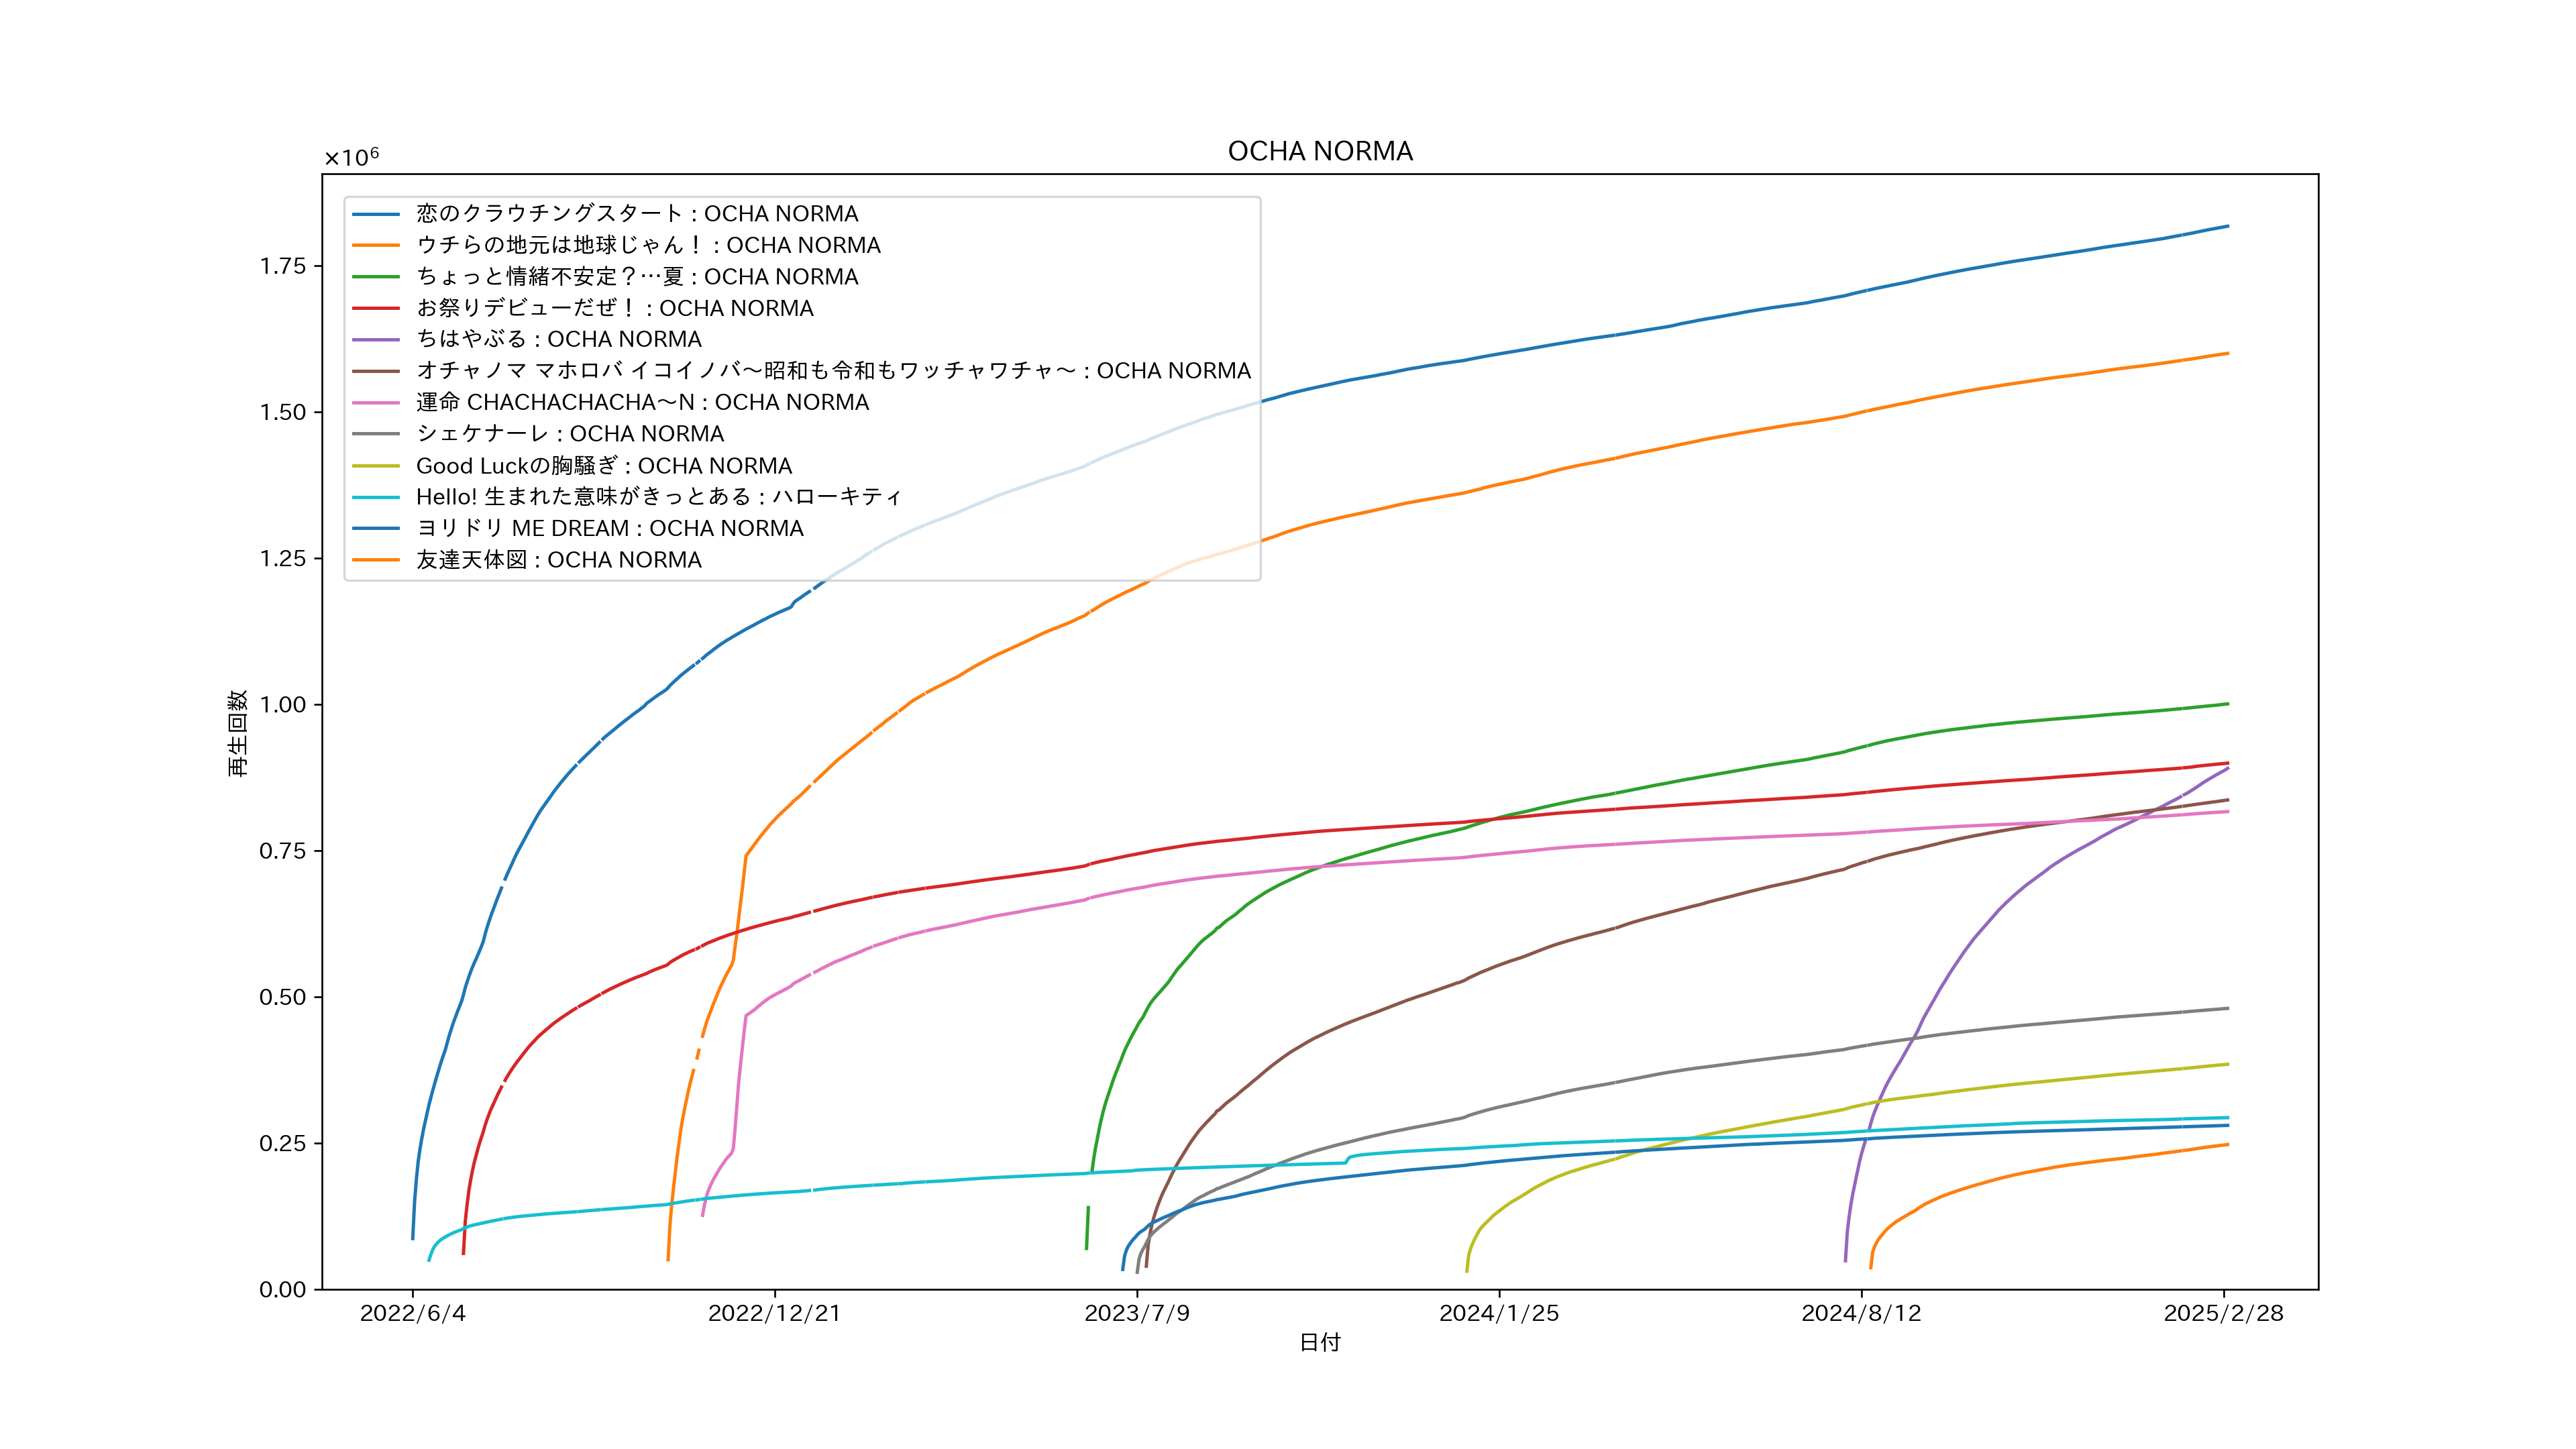 OCHA NORMA
×10⁶
恋のクラウチングスタート : OCHA NORMA
ウチらの地元は地球じゃん！ : OCHA NORMA
ちょっと情緒不安定？…夏 : OCHA NORMA
お祭りデビューだぜ！ : OCHA NORMA
ちはやぶる : OCHA NORMA
オチャノマ マホロバ イコイノバ～昭和も令和もワッチャワチャ～ : OCHA NORMA
運命 CHACHACHACHA～N : OCHA NORMA
シェケナーレ : OCHA NORMA
Good Luckの胸騒ぎ : OCHA NORMA
Hello! 生まれた意味がきっとある : ハローキティ
ヨリドリ ME DREAM : OCHA NORMA
友達天体図 : OCHA NORMA
1.75
1.50
1.25
1.00
0.75
0.50
0.25
0.00
再生回数
2022/6/4
2022/12/21
2023/7/9
2024/1/25
2024/8/12
2025/2/28
日付